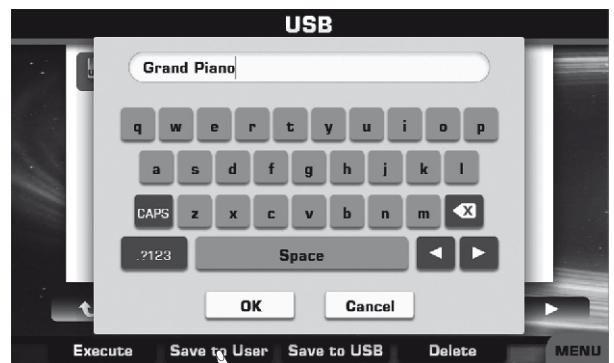 USB
Grand Piano
q w e r t y u i o p
a s d f g h j k l
CAPS z x c v b n m
.?123 Space
OK Cancel
Execute Save to User Save to USB Delete MENU